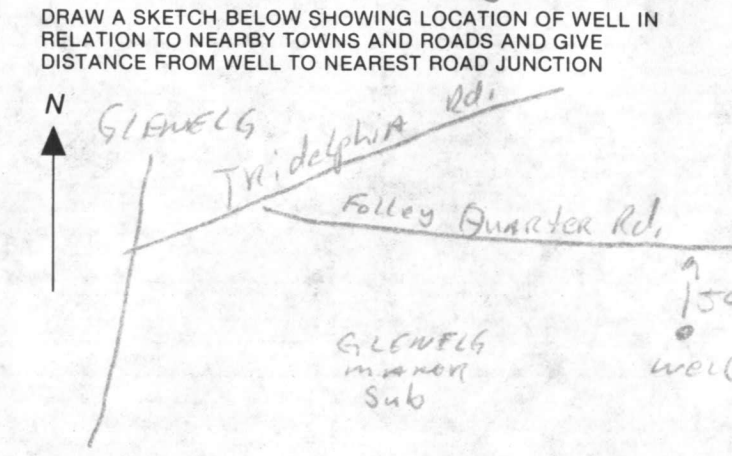 DRAW A SKETCH BELOW SHOWING LOCATION OF WELL IN
RELATION TO NEARBY TOWNS AND ROADS AND GIVE
DISTANCE FROM WELL TO NEAREST ROAD JUNCTION
N
GLENELG
TRidelphiA Rd.
Folley QuARter Rd.
GLENELG
mANOR
Sub
well